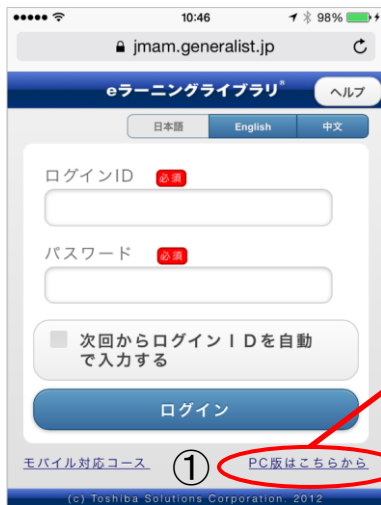 10:46
98%
jmam.generalist.jp
eラーニングライブラリ®
ヘルプ
日本語 English 中文
ログインID 必須
パスワード 必須
次回からログインIDを自動
で入力する
ログイン
モバイル対応コース ① PC版はこちらから
(c) Toshiba Solutions Corporation. 2012